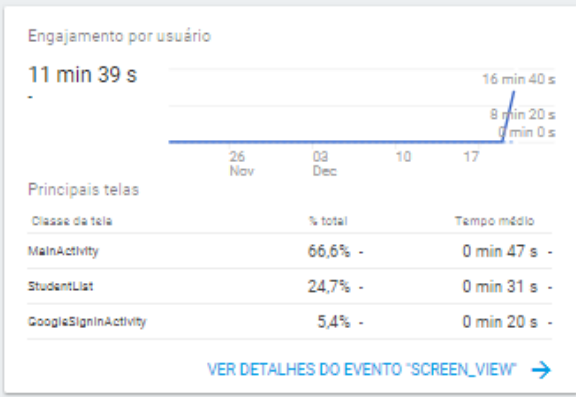 Engajamento por usuário
11 min 39 s
-
16 min 40 s
8 min 20 s
0 min 0 s
26 Nov
03 Dec
10
17
Principais telas
Classe da tela % total Tempo médio
MainActivity 66,6% - 0 min 47 s -
StudentList 24,7% - 0 min 31 s -
GoogleSignInActivity 5,4% - 0 min 20 s -
VER DETALHES DO EVENTO "SCREEN_VIEW" →